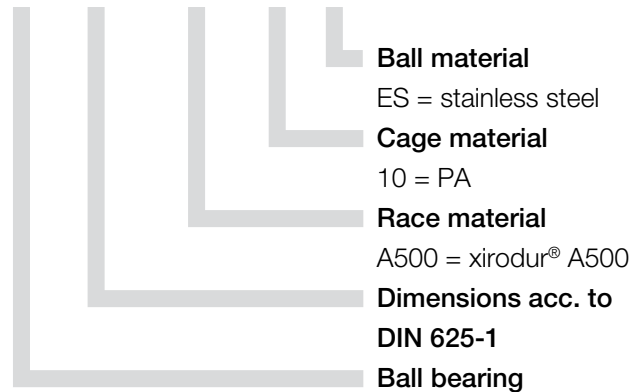 Ball material
ES = stainless steel
Cage material
10 = PA
Race material
A500 = xirodur® A500
Dimensions acc. to
DIN 625-1
Ball bearing